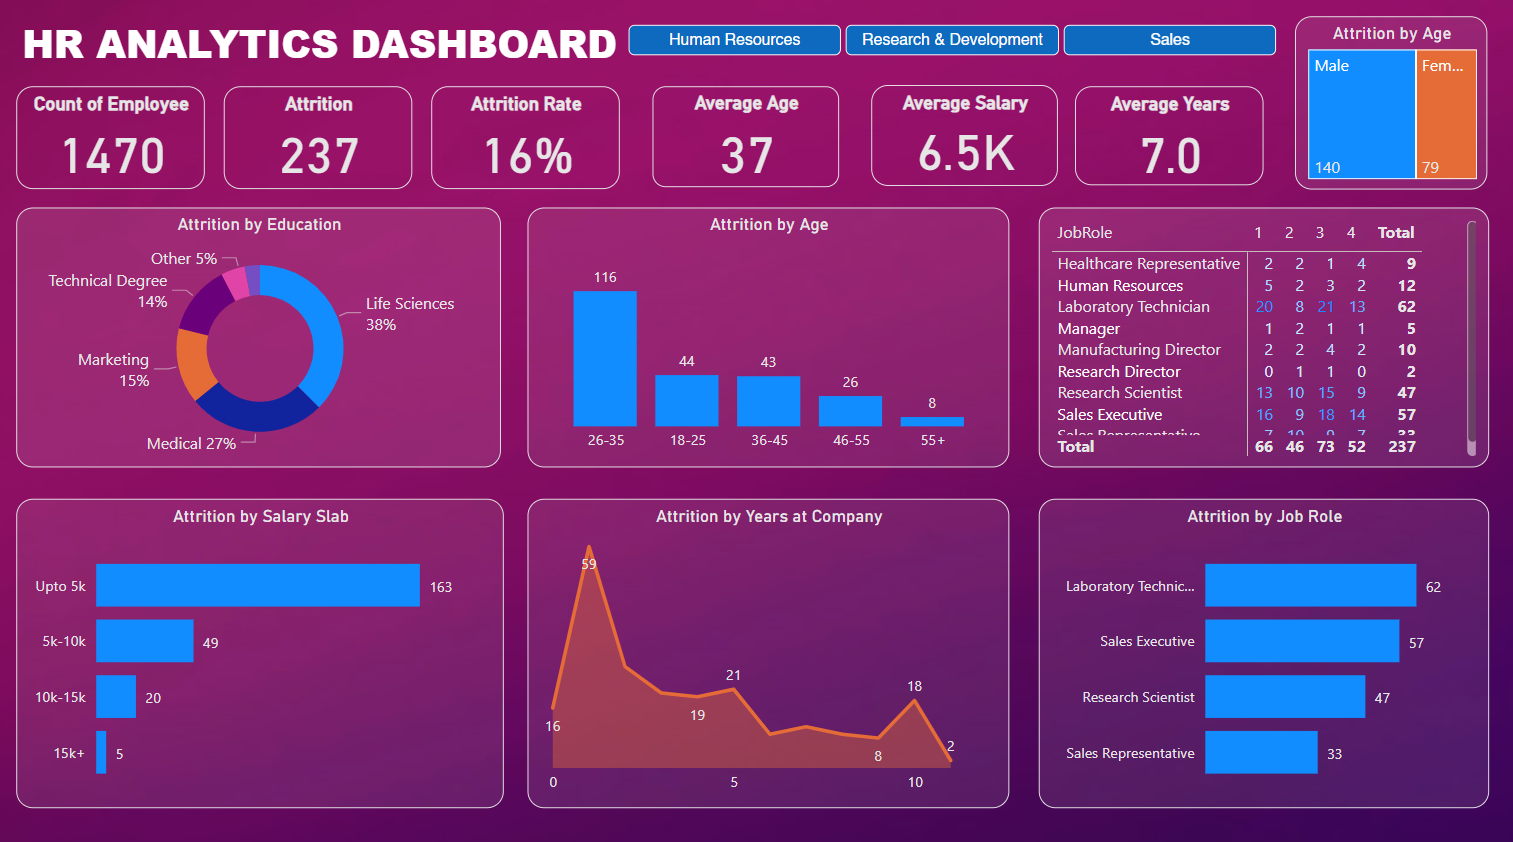 HR ANALYTICS DASHBOARD
Human Resources
Research & Development
Sales
Attrition by Age
Male
Fem...
140
79
Count of Employee
1470
Attrition
237
Attrition Rate
16%
Average Age
37
Average Salary
6.5K
Average Years
7.0
Attrition by Education
Other 5%
Technical Degree
14%
Life Sciences
38%
Marketing
15%
Medical 27%
Attrition by Age
116
44
43
26
8
26-35
18-25
36-45
46-55
55+
JobRole 1 2 3 4 Total
Healthcare Representative 2 2 1 4 9
Human Resources 5 2 3 2 12
Laboratory Technician 20 8 21 13 62
Manager 1 2 1 1 5
Manufacturing Director 2 2 4 2 10
Research Director 0 1 1 0 2
Research Scientist 13 10 15 9 47
Sales Executive 16 9 18 14 57
Sales Representative 7 10 9 7 33
Total 66 46 73 52 237
Attrition by Salary Slab
Upto 5k 163
5k-10k 49
10k-15k 20
15k+ 5
Attrition by Years at Company
59
16
19
21
8
18
2
0
5
10
Attrition by Job Role
Laboratory Technic... 62
Sales Executive 57
Research Scientist 47
Sales Representative 33